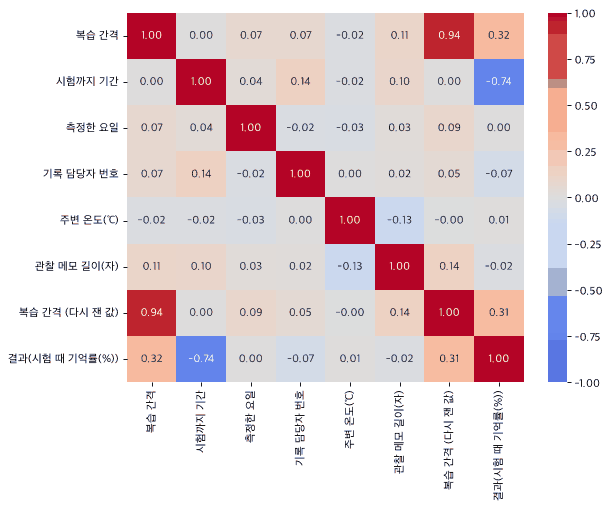 복습 간격 1.00 0.00 0.07 0.07 -0.02 0.11 0.94 0.32
시험까지 기간 0.00 1.00 0.04 0.14 -0.02 0.10 0.00 -0.74
측정한 요일 0.07 0.04 1.00 -0.02 -0.03 0.03 0.09 0.00
기록 담당자 번호 0.07 0.14 -0.02 1.00 0.00 0.02 0.05 -0.07
주변 온도(℃) -0.02 -0.02 -0.03 0.00 1.00 -0.13 -0.00 0.01
관찰 메모 길이(자) 0.11 0.10 0.03 0.02 -0.13 1.00 0.14 -0.02
복습 간격 (다시 잰 값) 0.94 0.00 0.09 0.05 -0.00 0.14 1.00 0.31
결과(시험 때 기억률(%)) 0.32 -0.74 0.00 -0.07 0.01 -0.02 0.31 1.00
복습 간격
시험까지 기간
측정한 요일
기록 담당자 번호
주변 온도(℃)
관찰 메모 길이(자)
복습 간격 (다시 잰 값)
결과(시험 때 기억률(%))
1.00
0.75
0.50
0.25
0.00
-0.25
-0.50
-0.75
-1.00